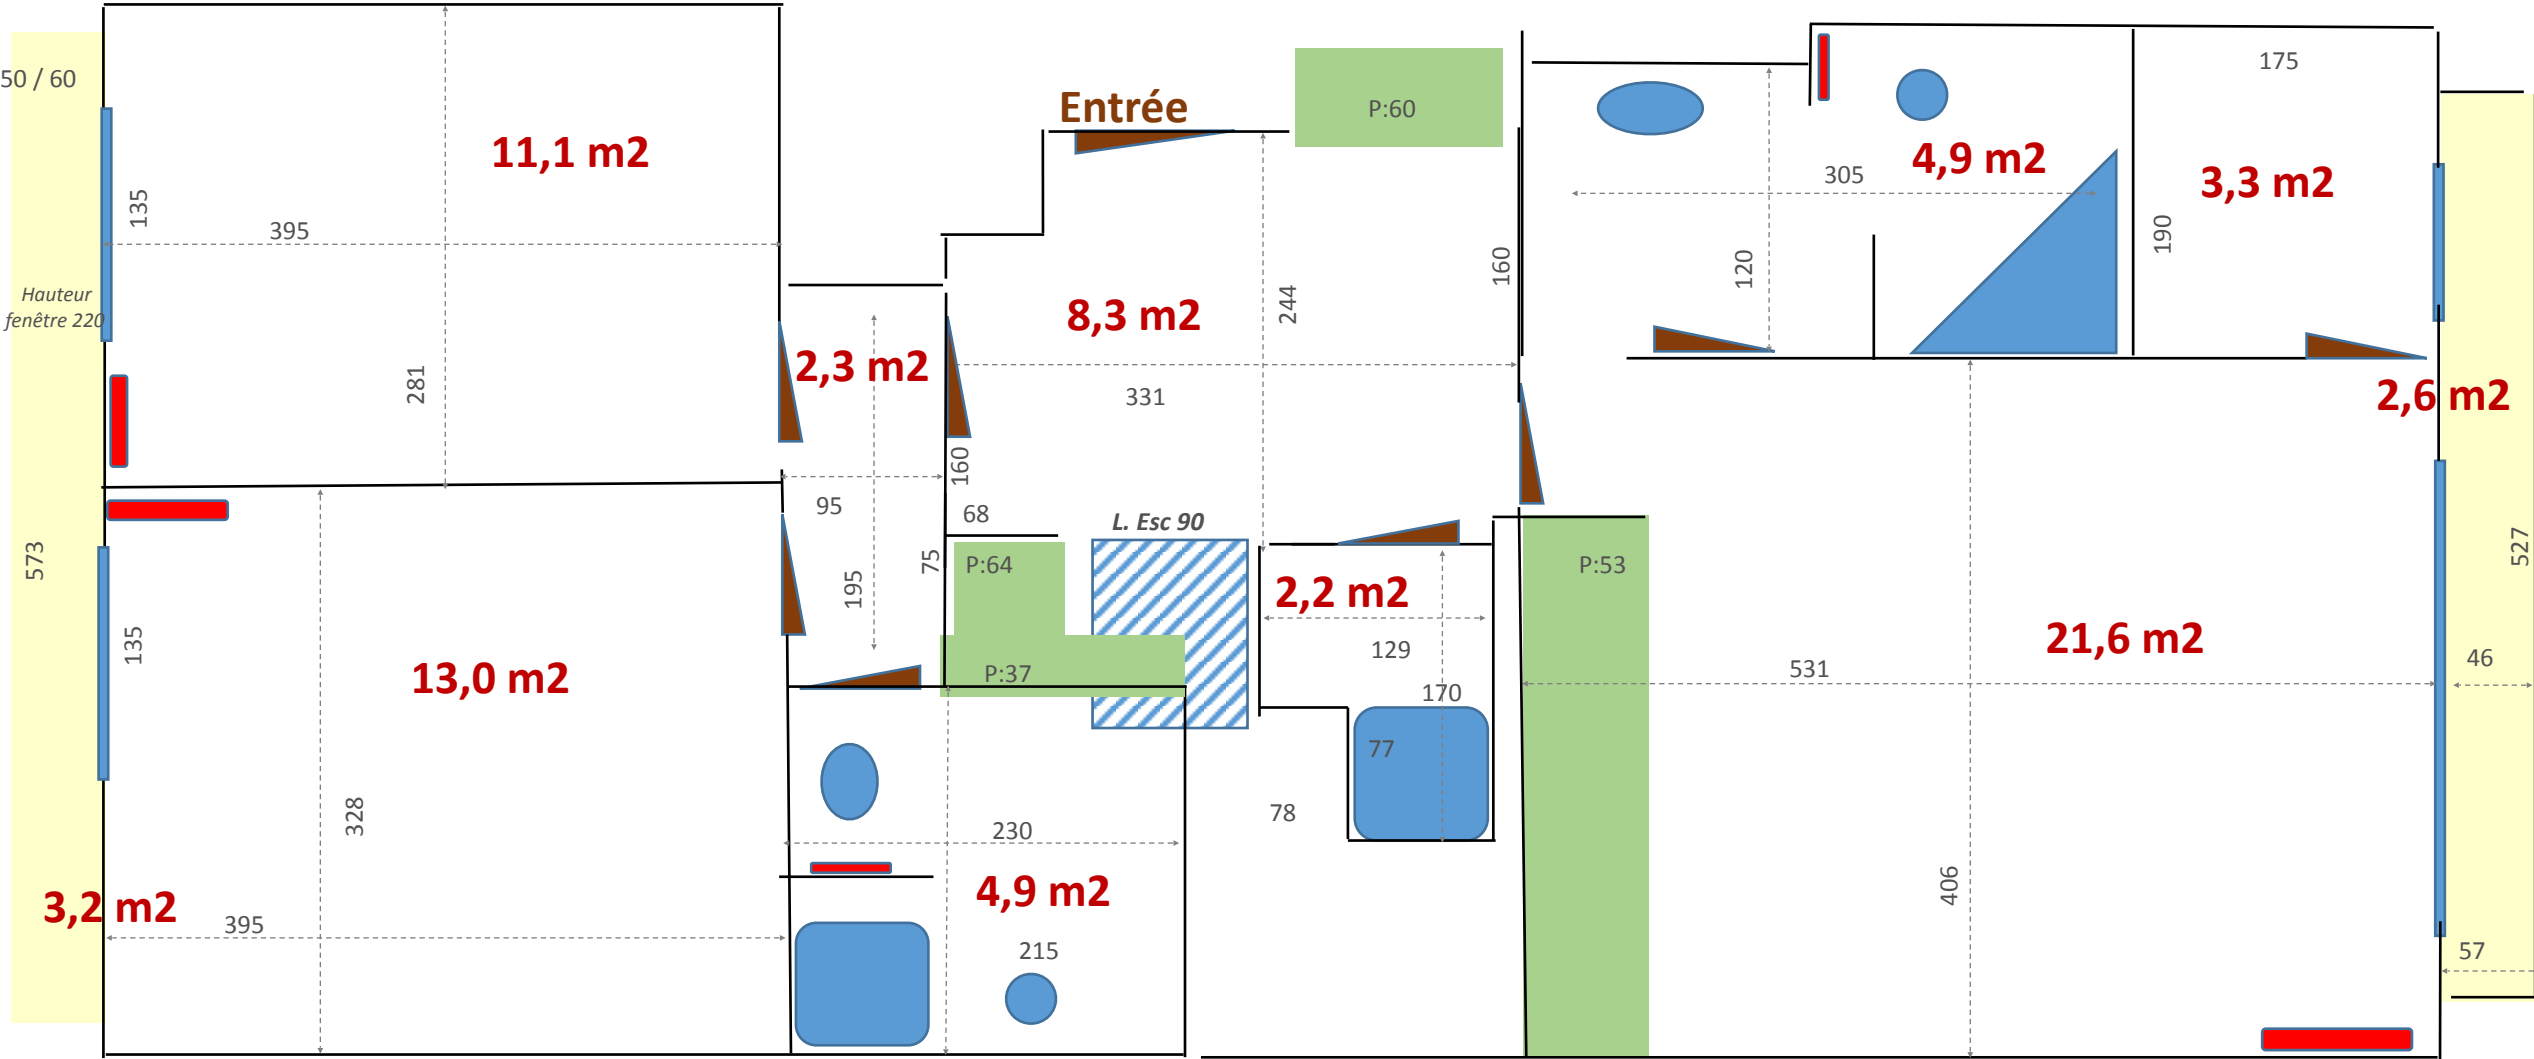 50 / 60
175
Entrée
P:60
11,1 m2
4,9 m2
3,3 m2
135
395
305
190
160
120
244
Hauteur
fenêtre 220
8,3 m2
2,3 m2
281
331
2,6 m2
160
95
68
L. Esc 90
573
75
P:64
195
2,2 m2
P:53
527
135
13,0 m2
P:37
129
170
531
21,6 m2
46
77
328
78
230
406
3,2 m2
395
4,9 m2
215
57